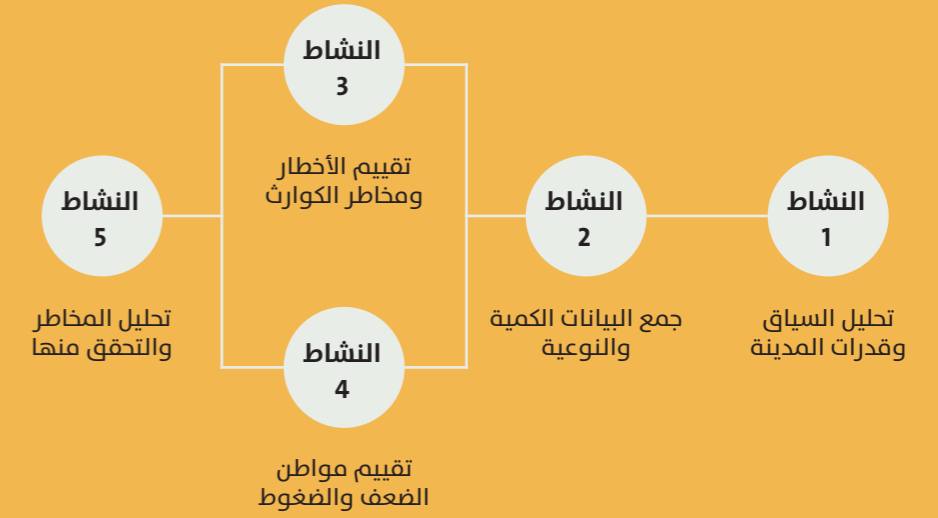 النشاط
1
تحليل السياق
وقدرات المدينة
النشاط
2
جمع البيانات الكمية
والنوعية
النشاط
3
تقييم الأخطار
ومخاطر الكوارث
النشاط
4
تقييم مواطن
الضعف والضغوط
النشاط
5
تحليل المخاطر
والتحقق منها